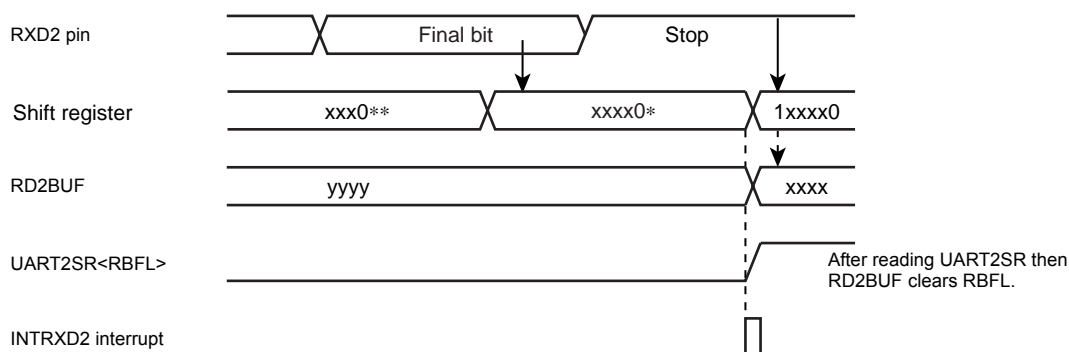 RXD2 pin Final bit Stop
Shift register xxx0** xxxx0* 1xxxx0
RD2BUF yyyy xxxx
UART2SR<RBFL> After reading UART2SR then
RD2BUF clears RBFL.
INTRXD2 interrupt